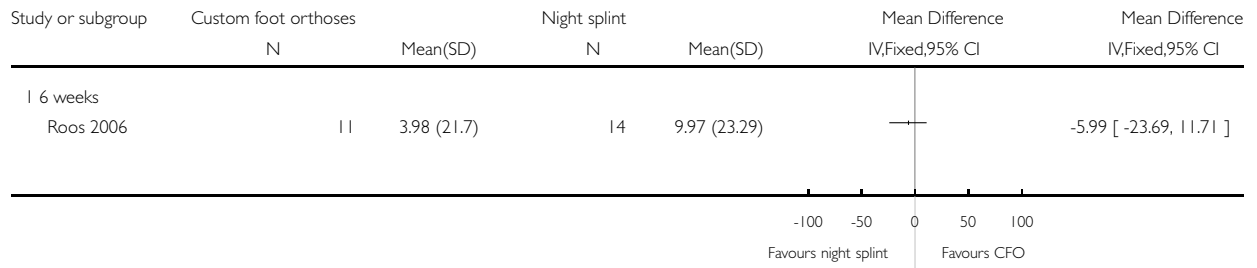 Study or subgroup Custom foot orthoses Night splint Mean Difference Mean Difference
N Mean(SD) N Mean(SD) IV,Fixed,95% CI IV,Fixed,95% CI
1 6 weeks
Roos 2006 11 3.98 (21.7) 14 9.97 (23.29) -5.99 [ -23.69, 11.71 ]
-100 -50 0 50 100
Favours night splint Favours CFO